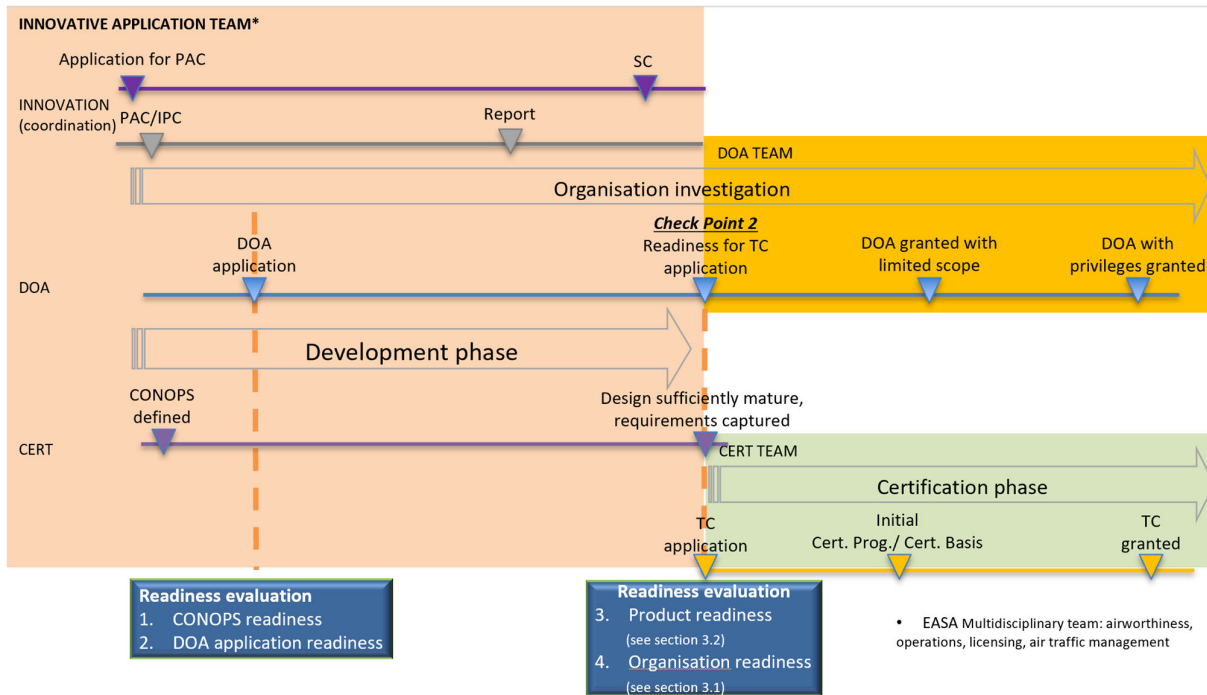 INNOVATIVE APPLICATION TEAM*
Application for PAC
SC
INNOVATION
(coordination)
PAC/IPC
Report
DOA TEAM
Organisation investigation
Check Point 2
Readiness for TC
application
DOA
application
DOA granted with
limited scope
DOA with
privileges granted
DOA
Development phase
CONOPS
defined
Design sufficiently mature,
requirements captured
CERT
CERT TEAM
Certification phase
TC
application
Initial
Cert. Prog./ Cert. Basis
TC
granted
Readiness evaluation
1. CONOPS readiness
2. DOA application readiness
Readiness evaluation
3. Product readiness
(see section 3.2)
4. Organisation readiness
(see section 3.1)
• EASA Multidisciplinary team: airworthiness,
operations, licensing, air traffic management